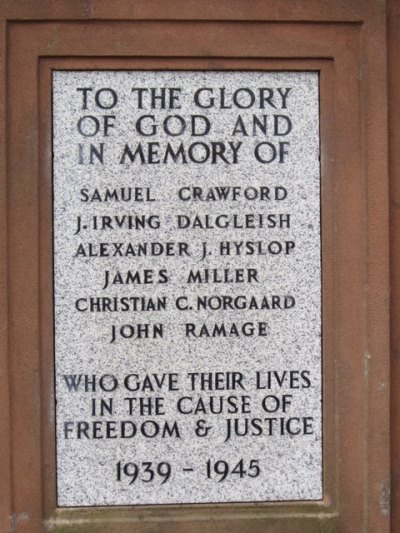 TO THE GLORY
OF GOD AND
IN MEMORY OF
SAMUEL CRAWFORD
J. IRVING DALGLEISH
ALEXANDER J. HYSLOP
JAMES MILLER
CHRISTIAN C. NORGAARD
JOHN RAMAGE
WHO GAVE THEIR LIVES
IN THE CAUSE OF
FREEDOM & JUSTICE
1939 - 1945